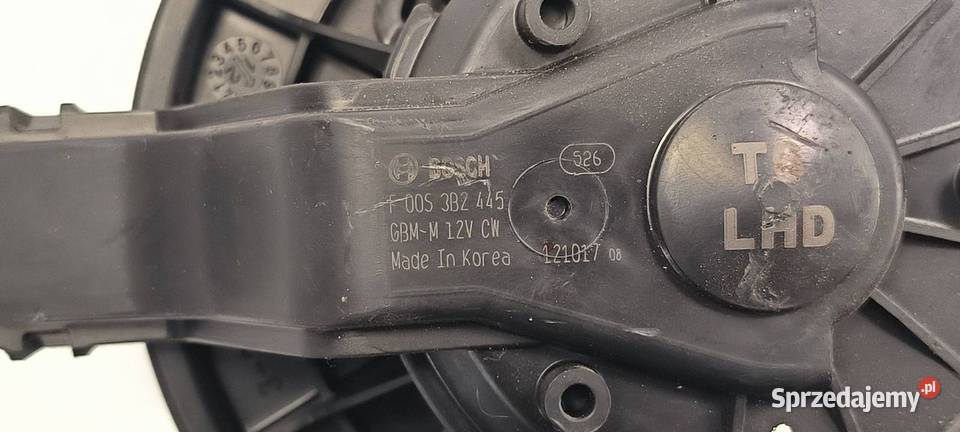 BOSCH
F 00S 3B2 445
GBM-M 12V CW
Made In Korea
526
121017 08
LHD
Sprzedajemy.pl